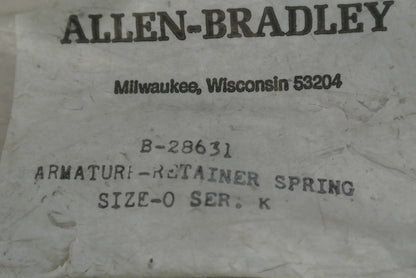 ALLEN-BRADLEY
Milwaukee, Wisconsin 53204
B-28631
ARMATURE-RETAINER SPRING
SIZE-0 SER. K